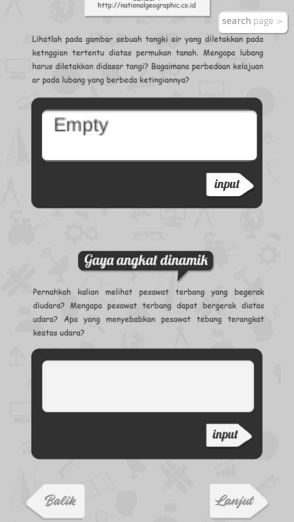 http://nationalgeographic.co.id
search page >
Lihatlah pada gambar sebuah tangki air yang diletakkan pada
ketnggian tertentu diatas permukan tanah. Mengapa lubang
harus diletakkan didasar tangi? Bagaimana perbedaan kelajuan
ar pada lubang yang berbeda ketingiannya?
Empty
input
Gaya angkat dinamik
Pernahkah kalian melihat pesawat terbang yang begerak
diudara? Mengapa pesawat terbang dapat bergerak diatas
udara? Apa yang menyebabkan pesawat tebang terangkat
keatas udara?
input
Balik
Lanjut